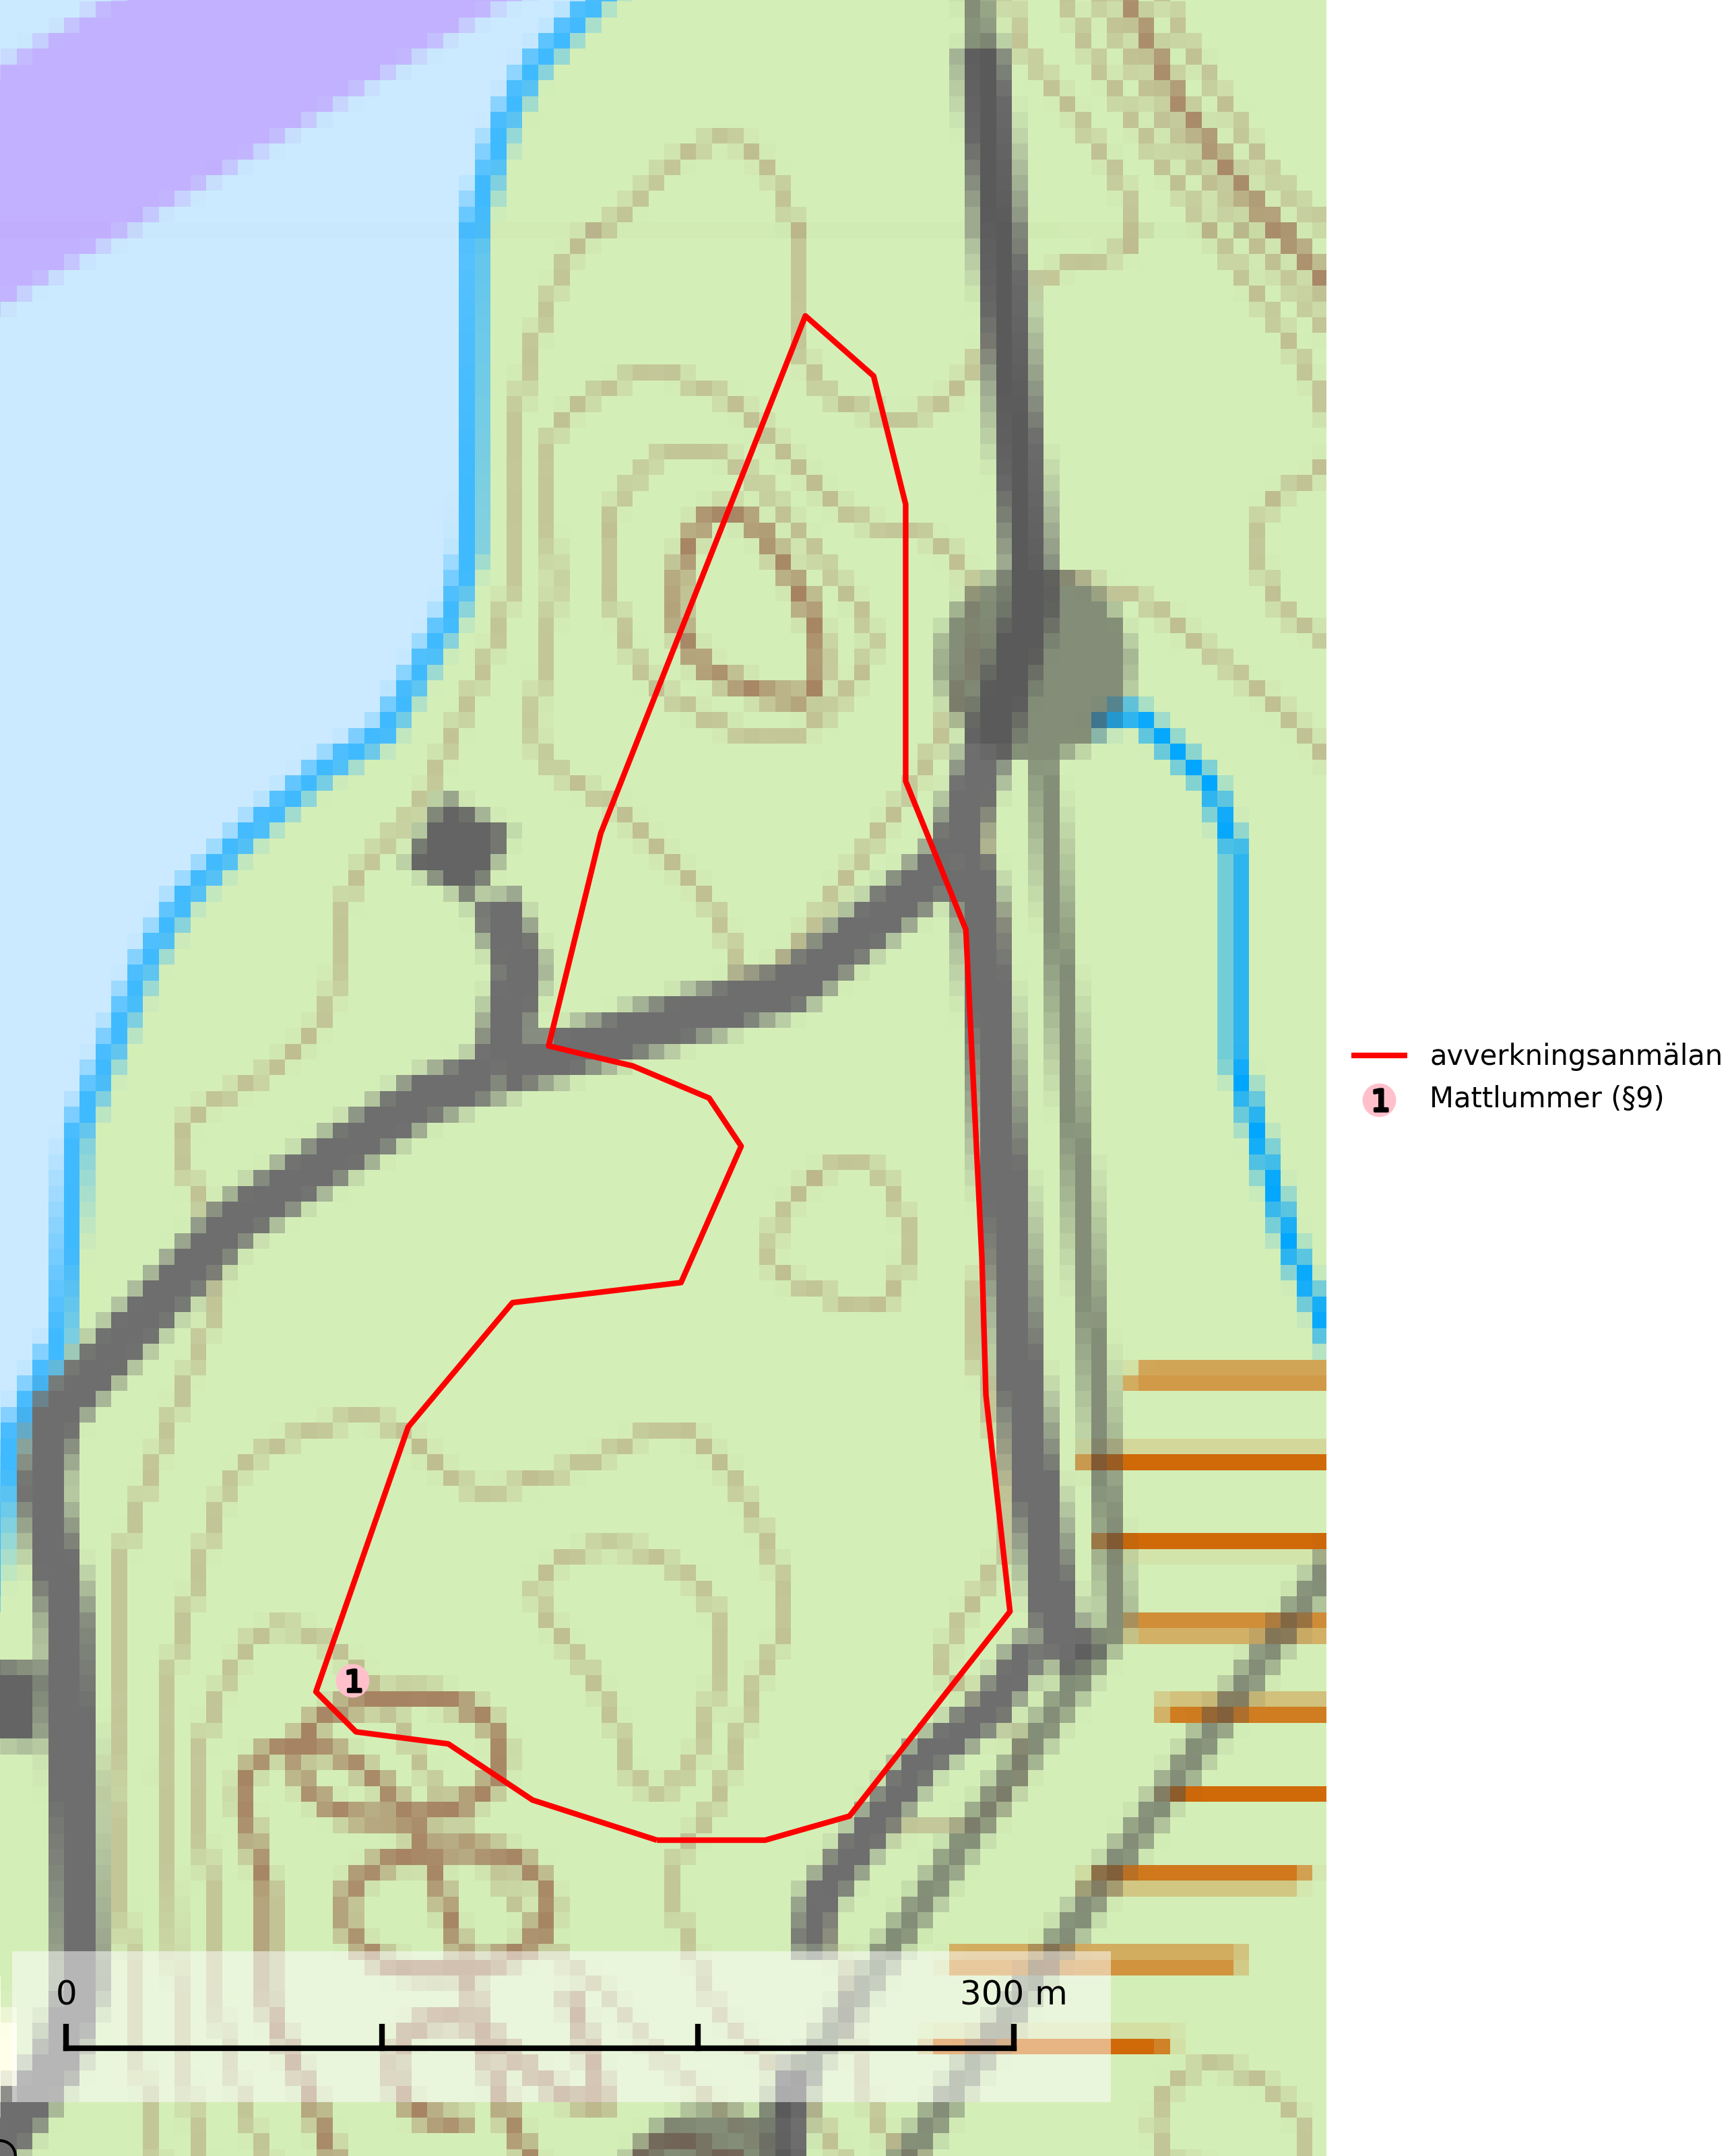 avverkningsanmälan
1 Mattlummer (§9)
1
0 300 m